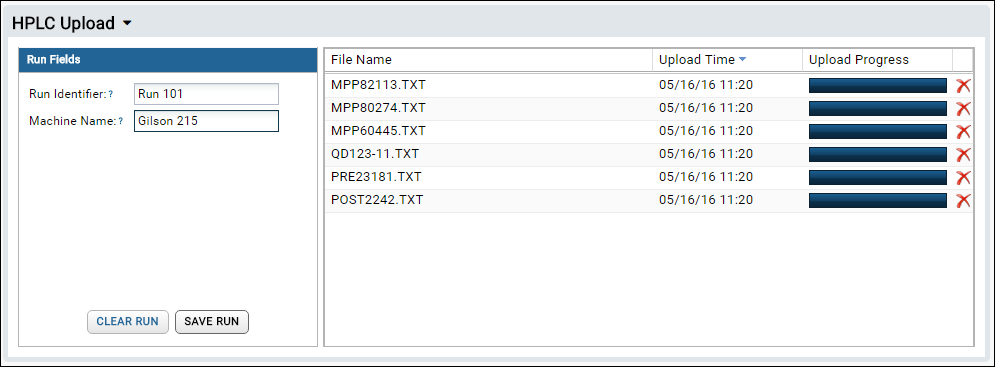 HPLC Upload
Run Fields
Run Identifier: ? Run 101
Machine Name: ? Gilson 215
CLEAR RUN SAVE RUN
File Name Upload Time Upload Progress
MPP82113.TXT 05/16/16 11:20
MPP80274.TXT 05/16/16 11:20
MPP60445.TXT 05/16/16 11:20
QD123-11.TXT 05/16/16 11:20
PRE23181.TXT 05/16/16 11:20
POST2242.TXT 05/16/16 11:20